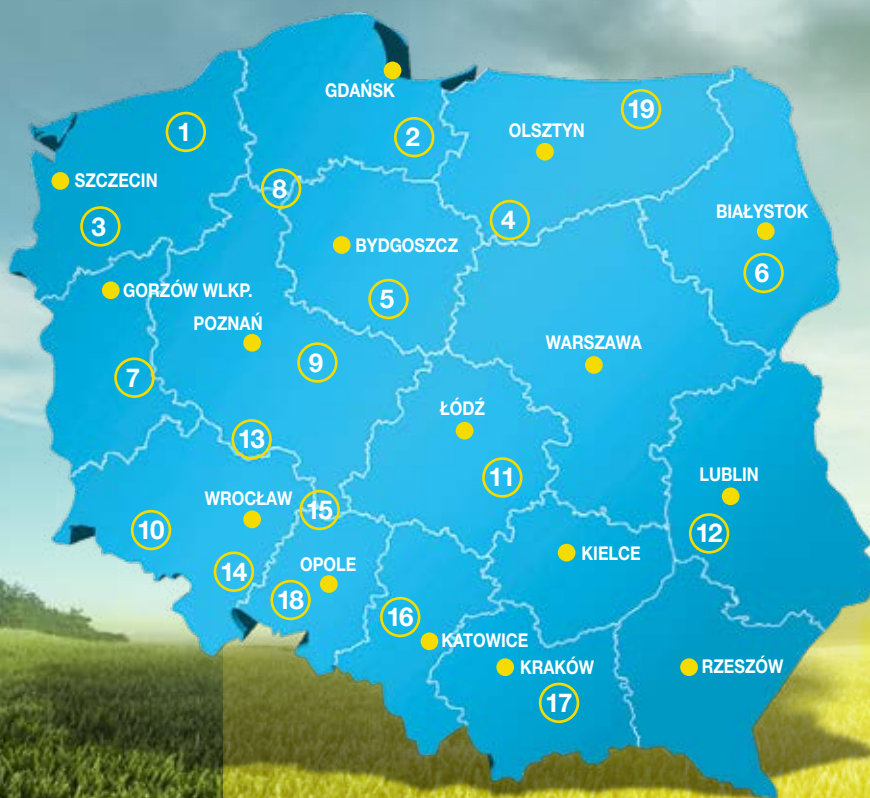 GDAŃSK
19
1
OLSZTYN
2
SZCZECIN
8
BIAŁYSTOK
3
4
BYDGOSZCZ
6
GORZÓW WLKP.
5
POZNAŃ
WARSZAWA
9
7
ŁÓDŹ
13
LUBLIN
11
WROCŁAW
15
10
12
KIELCE
OPOLE
14
18
16
KATOWICE
KRAKÓW
RZESZÓW
17